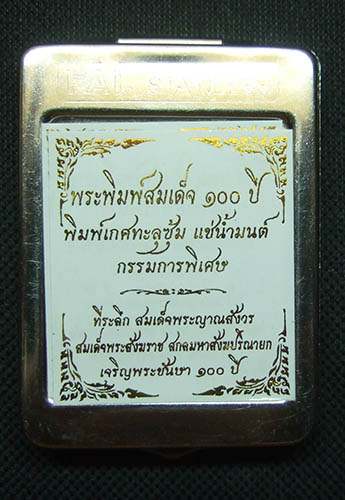 พระพิมพ์สมเด็จ ๑๐๐ ปี
พิมพ์เกศทะลุซุ้ม แช่น้ำมนต์
กรรมการพิเศษ
ที่ระลึก สมเด็จพระญาณสังวร
สมเด็จพระสังฆราช สกลมหาสังฆปริณายก
เจริญพระชันษา ๑๐๐ ปี